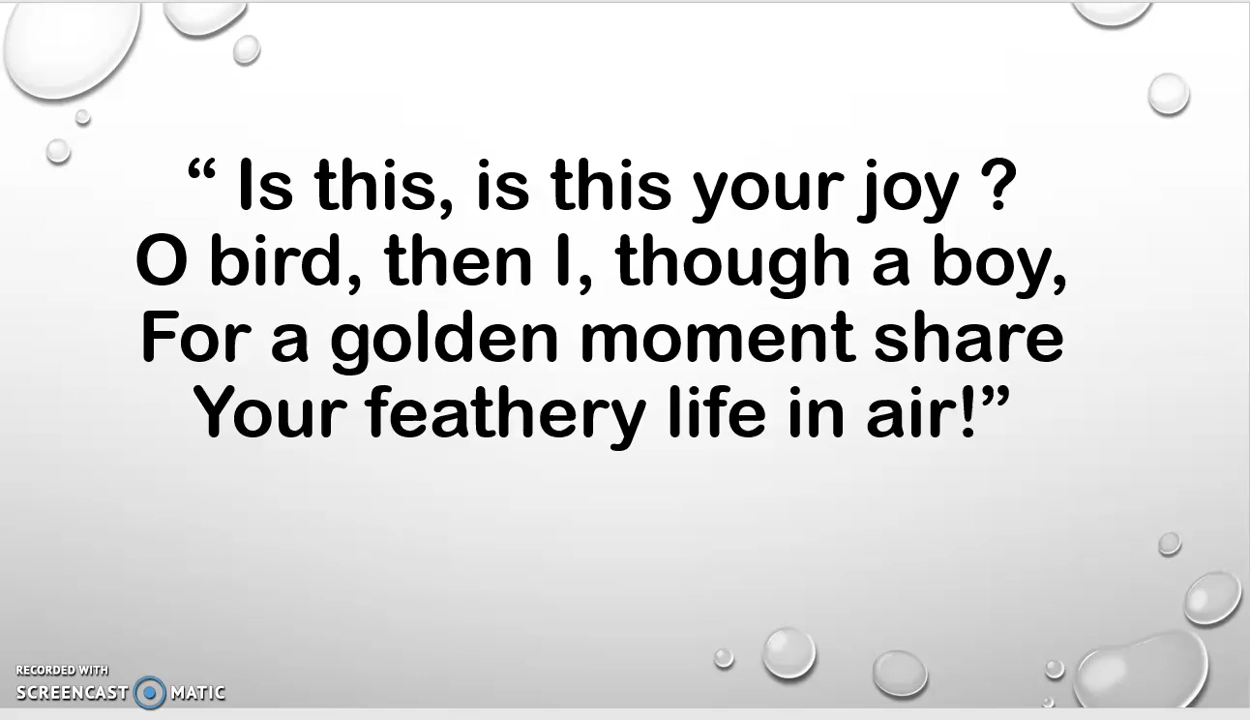 “ Is this, is this your joy ?
O bird, then I, though a boy,
For a golden moment share
Your feathery life in air!”
RECORDED WITH
SCREENCAST MATIC